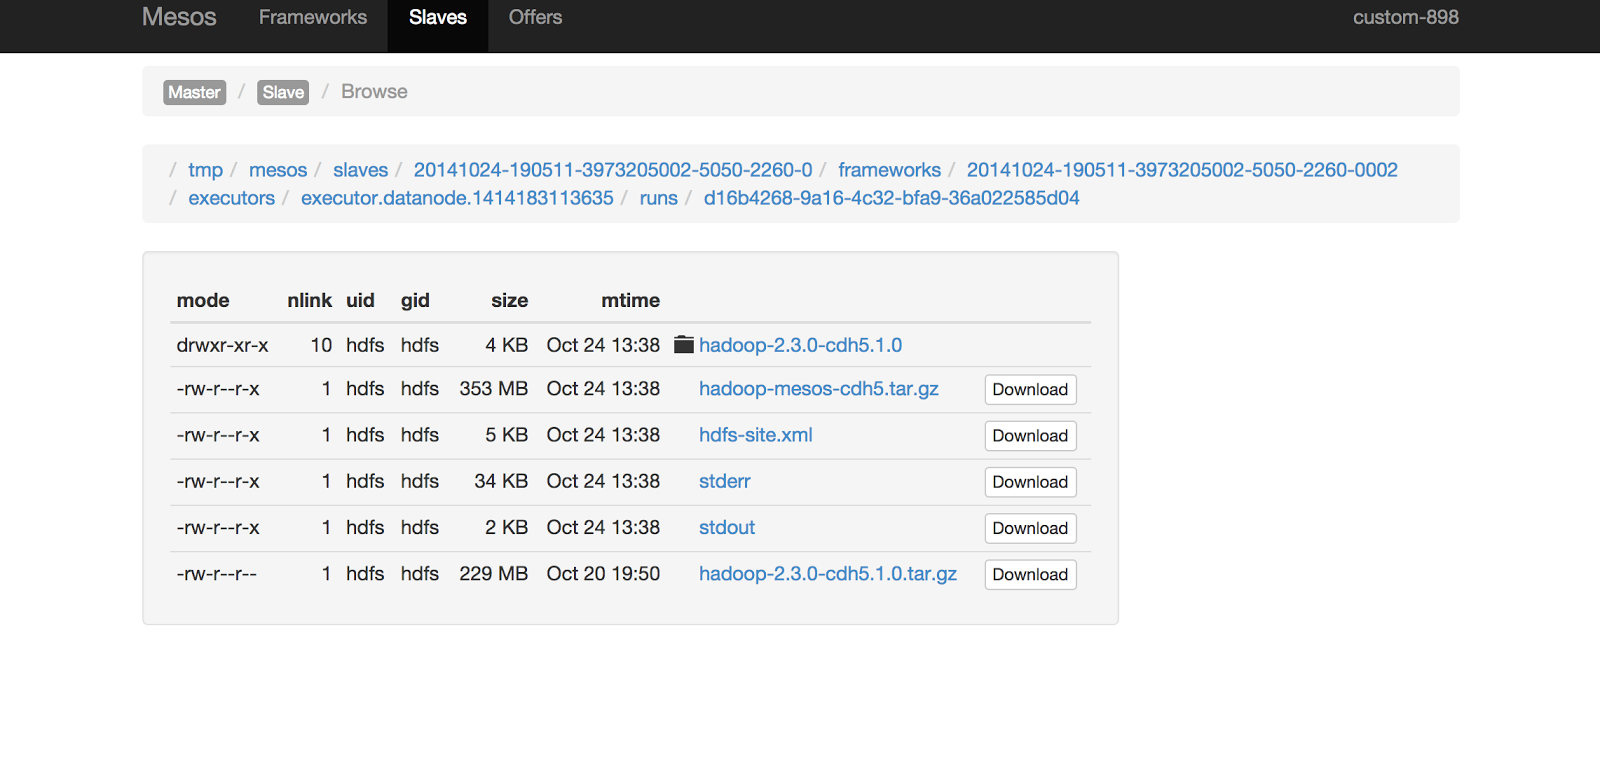 Mesos Frameworks Slaves Offers custom-898
Master / Slave / Browse
/ tmp / mesos / slaves / 20141024-190511-3973205002-5050-2260-0 / frameworks / 20141024-190511-3973205002-5050-2260-0002
/ executors / executor.datanode.1414183113635 / runs / d16b4268-9a16-4c32-bfa9-36a022585d04
mode nlink uid gid size mtime
drwxr-xr-x 10 hdfs hdfs 4 KB Oct 24 13:38 hadoop-2.3.0-cdh5.1.0
-rw-r--r-x 1 hdfs hdfs 353 MB Oct 24 13:38 hadoop-mesos-cdh5.tar.gz Download
-rw-r--r-x 1 hdfs hdfs 5 KB Oct 24 13:38 hdfs-site.xml Download
-rw-r--r-x 1 hdfs hdfs 34 KB Oct 24 13:38 stderr Download
-rw-r--r-x 1 hdfs hdfs 2 KB Oct 24 13:38 stdout Download
-rw-r--r-- 1 hdfs hdfs 229 MB Oct 20 19:50 hadoop-2.3.0-cdh5.1.0.tar.gz Download